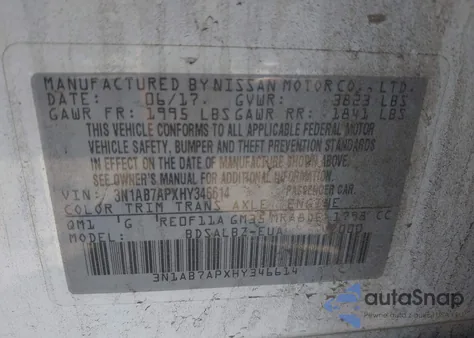 MANUFACTURED BY NISSAN MOTOR CO., LTD.
DATE: 06/17. GVWR: 3823 LBS
GAWR FR: 1995 LBS GAWR RR: 1841 LBS
THIS VEHICLE CONFORMS TO ALL APPLICABLE FEDERAL MOTOR
VEHICLE SAFETY, BUMPER AND THEFT PREVENTION STANDARDS
IN EFFECT ON THE DATE OF MANUFACTURE SHOWN ABOVE.
SEE OWNER'S MANUAL FOR ADDITIONAL INFORMATION.
VIN: 3N1AB7APXHY346614 PASSENGER CAR
COLOR TRIM TRANS AXLE ENGINE
QM1 G RE0F11A GM38 MRA8DE 1798 CC
MODEL: BDSALBZ-EUA
3N1AB7APXHY346614
autoSnap